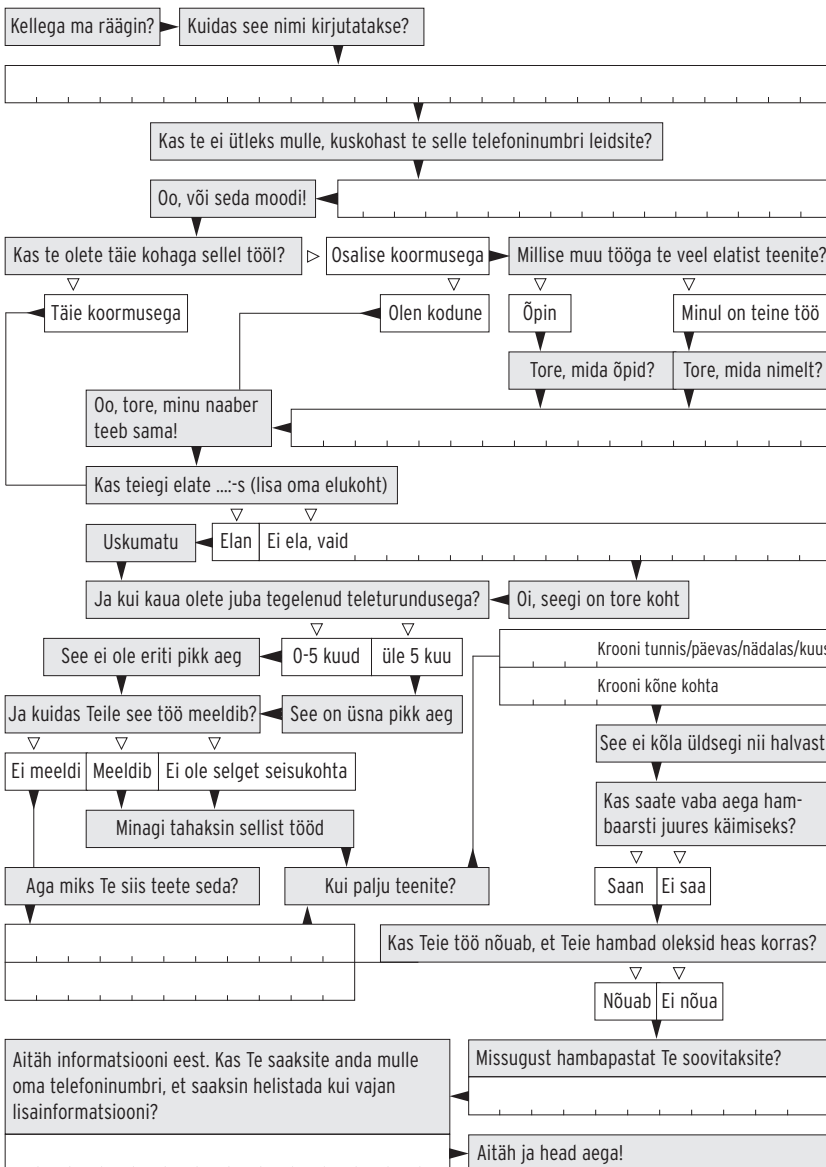 Kellega ma räägin?
Kuidas see nimi kirjutatakse?
Kas te ei ütleks mulle, kuskohast te selle telefoninumbri leidsite?
Oo, või seda moodi!
Kas te olete täie kohaga sellel tööl?
Osalise koormusega
Millise muu tööga te veel elatist teenite?
Täie koormusega
Olen kodune
Õpin
Minul on teine töö
Tore, mida õpid?
Tore, mida nimelt?
Oo, tore, minu naaber
teeb sama!
Kas teiegi elate ...:-s (lisa oma elukoht)
Uskumatu
Elan
Ei ela, vaid
Ja kui kaua olete juba tegelenud teleturundusega?
Oi, seegi on tore koht
See ei ole eriti pikk aeg
0-5 kuud
üle 5 kuu
Krooni tunnis/päevas/nädalas/kuus
Krooni kõne kohta
Ja kuidas Teile see töö meeldib?
See on üsna pikk aeg
See ei kõla üldsegi nii halvast
Ei meeldi
Meeldib
Ei ole selget seisukohta
Minagi tahaksin sellist tööd
Kas saate vaba aega ham-
baarsti juures käimiseks?
Aga miks Te siis teete seda?
Kui palju teenite?
Saan
Ei saa
Kas Teie töö nõuab, et Teie hambad oleksid heas korras?
Nõuab
Ei nõua
Aitäh informatsiooni eest. Kas Te saaksite anda mulle
oma telefoninumbri, et saaksin helistada kui vajan
lisainformatsiooni?
Missugust hambapastat Te soovitaksite?
Aitäh ja head aega!